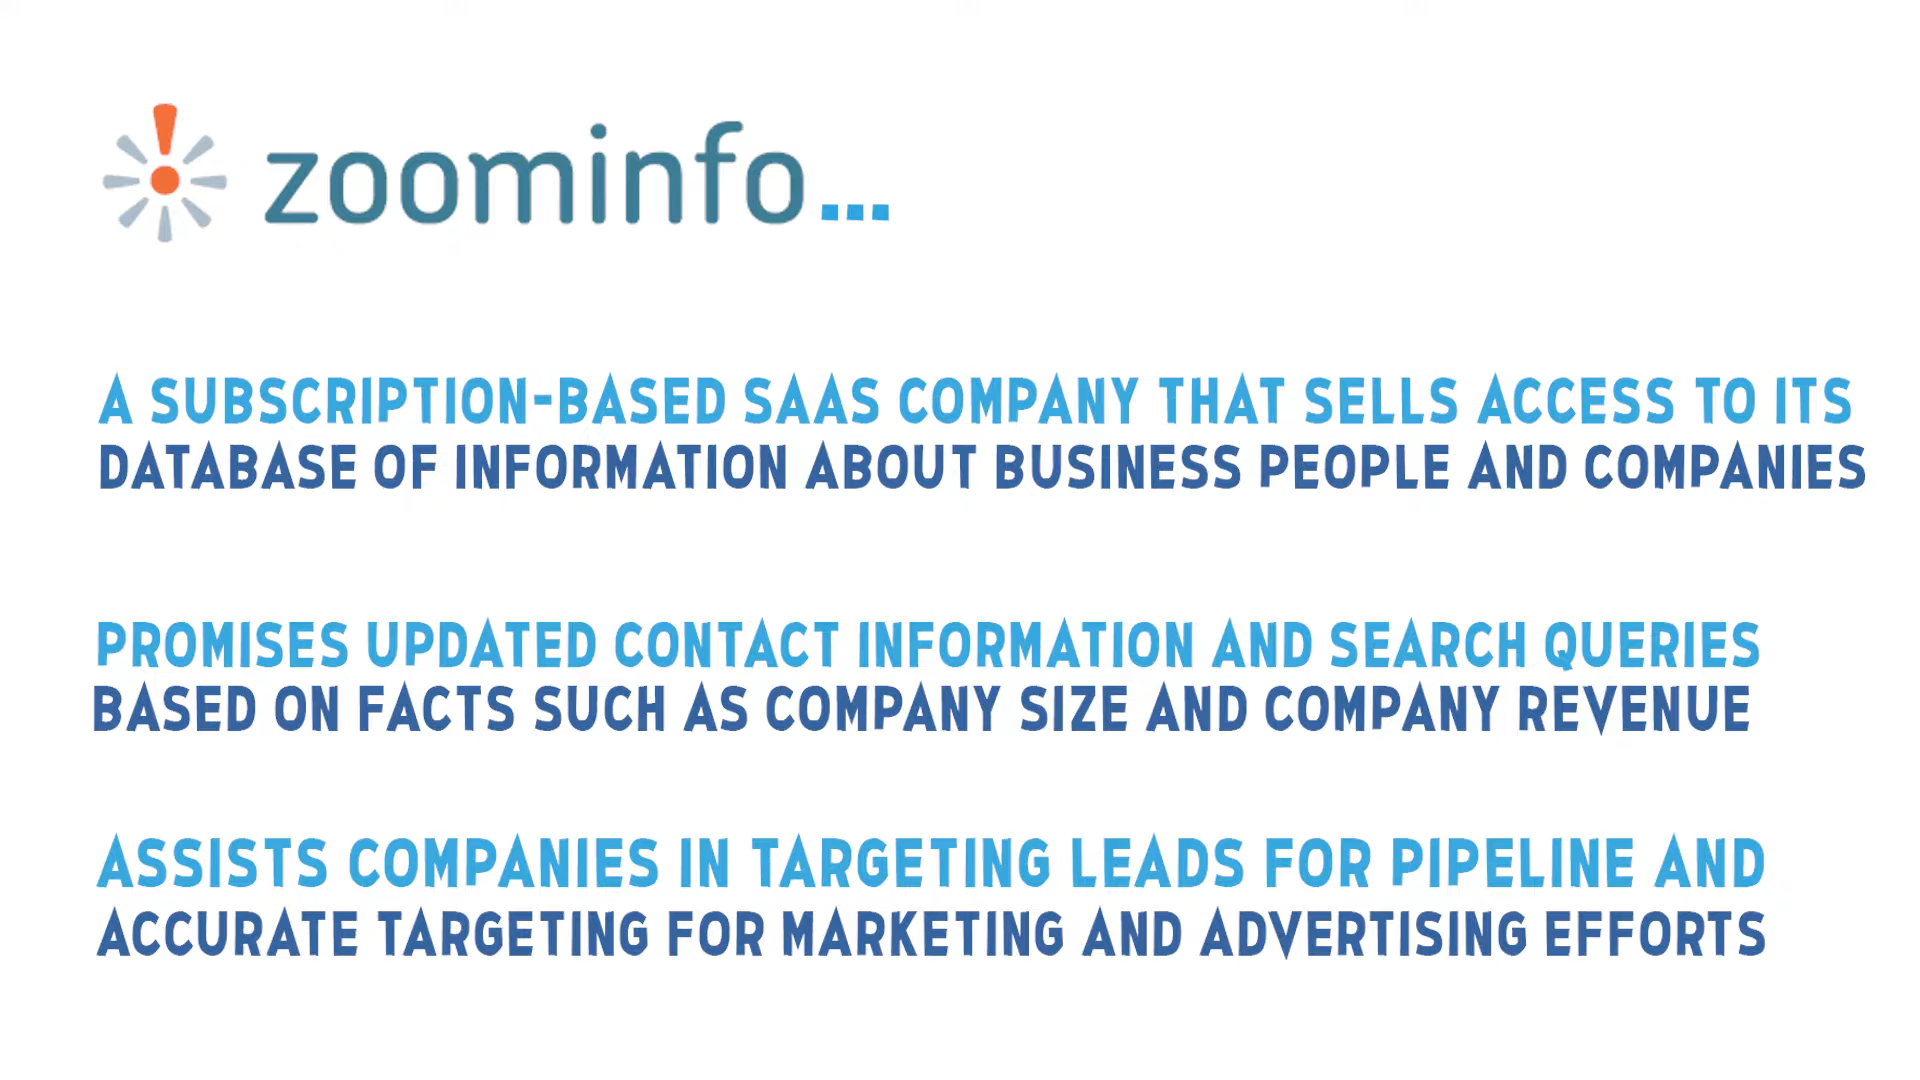 zoominfo...
A SUBSCRIPTION-BASED SAAS COMPANY THAT SELLS ACCESS TO ITS
DATABASE OF INFORMATION ABOUT BUSINESS PEOPLE AND COMPANIES
PROMISES UPDATED CONTACT INFORMATION AND SEARCH QUERIES
BASED ON FACTS SUCH AS COMPANY SIZE AND COMPANY REVENUE
ASSISTS COMPANIES IN TARGETING LEADS FOR PIPELINE AND
ACCURATE TARGETING FOR MARKETING AND ADVERTISING EFFORTS